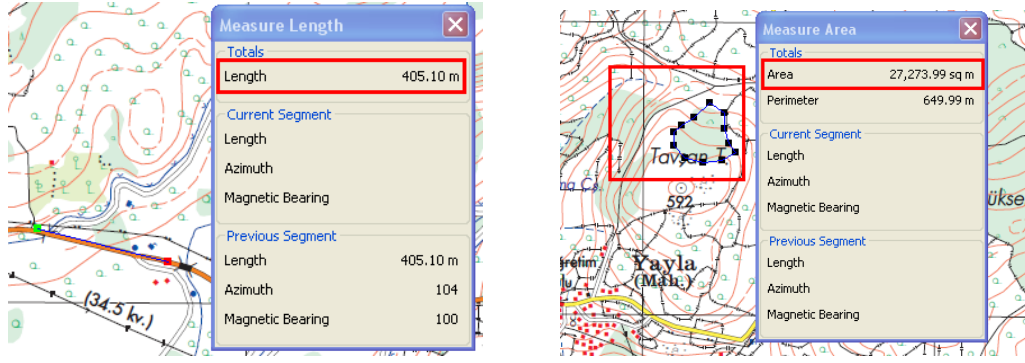 Measure Length
Totals
Length 405.10 m
Current Segment
Length
Azimuth
Magnetic Bearing
Previous Segment
Length 405.10 m
Azimuth 104
Magnetic Bearing 100
(34.5 kv.)
Measure Area
Totals
Area 27,273.99 sq m
Perimeter 649.99 m
Current Segment
Length
Azimuth
Magnetic Bearing
Previous Segment
Length
Azimuth
Magnetic Bearing
Tavşan T.
592
Yayla
(Mah.)